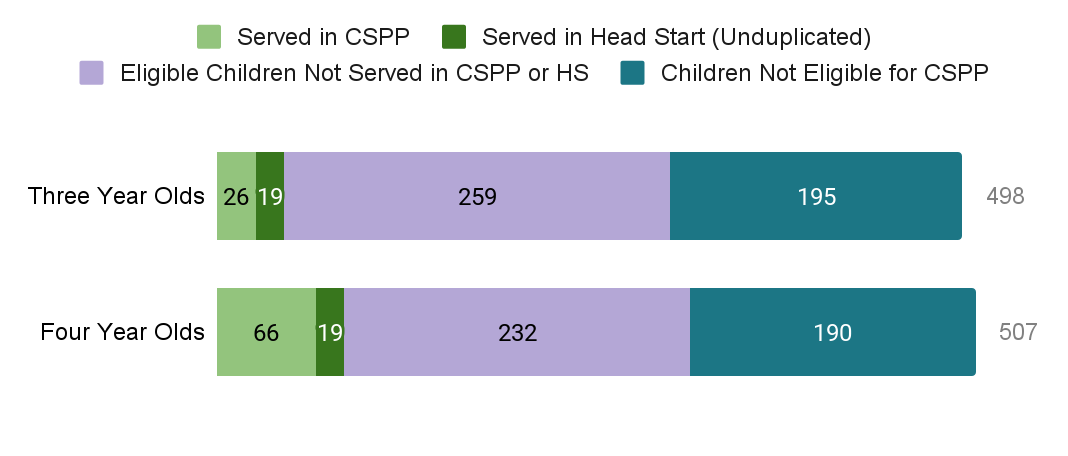 Served in CSPP Served in Head Start (Unduplicated)
Eligible Children Not Served in CSPP or HS Children Not Eligible for CSPP
Three Year Olds 26 19 259 195 498
Four Year Olds 66 19 232 190 507